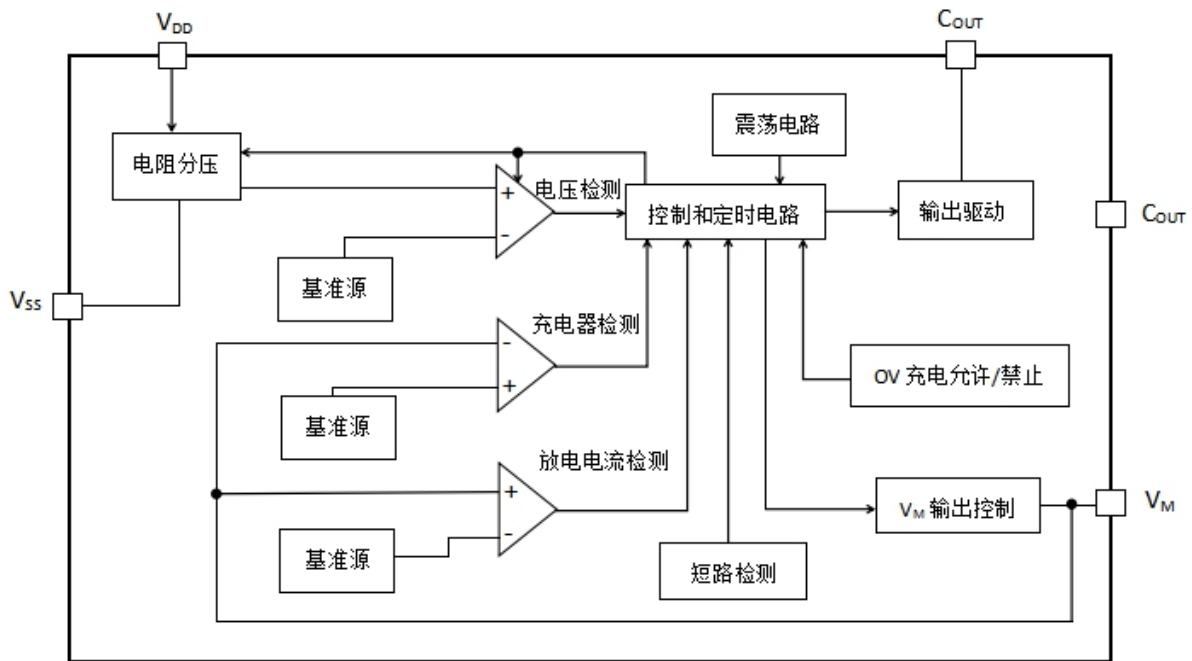 VDD
COUT
震荡电路
电阻分压
+
电压检测
控制和定时电路
输出驱动
COUT
-
基准源
VSS
充电器检测
-
+
OV 充电允许/禁止
基准源
放电电流检测
+
VM 输出控制
VM
-
基准源
短路检测